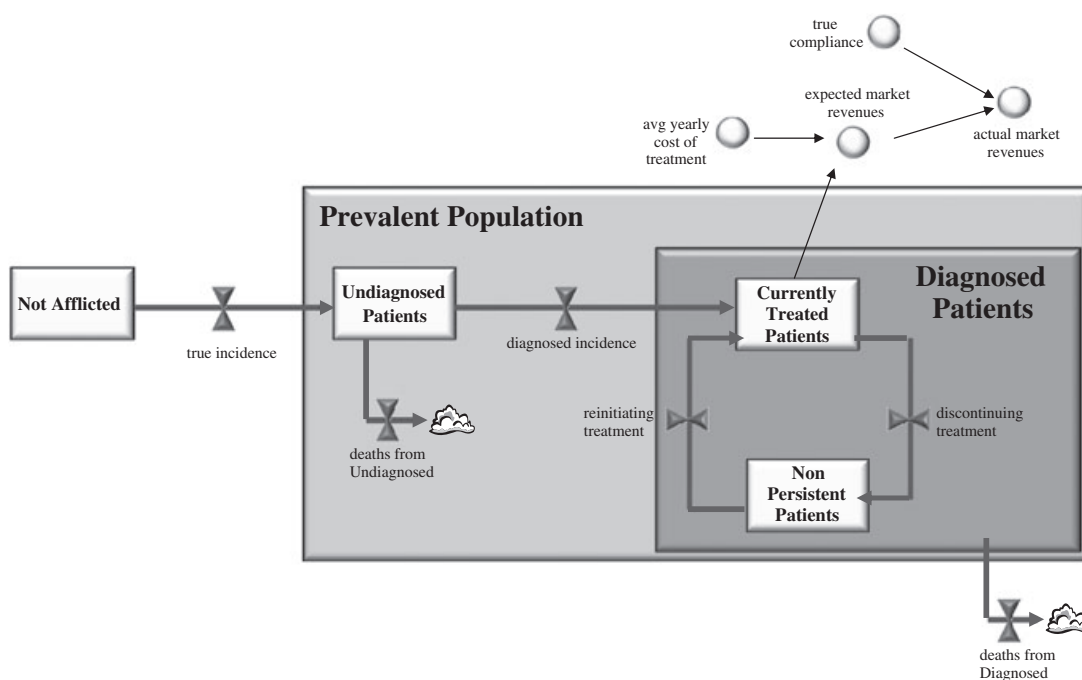 true
compliance
expected market
revenues
avg yearly
cost of
treatment
actual market
revenues
Prevalent Population
Diagnosed
Patients
Not Afflicted
Undiagnosed
Patients
Currently
Treated
Patients
true incidence
diagnosed incidence
reinitiating
treatment
discontinuing
treatment
deaths from
Undiagnosed
Non
Persistent
Patients
deaths from
Diagnosed